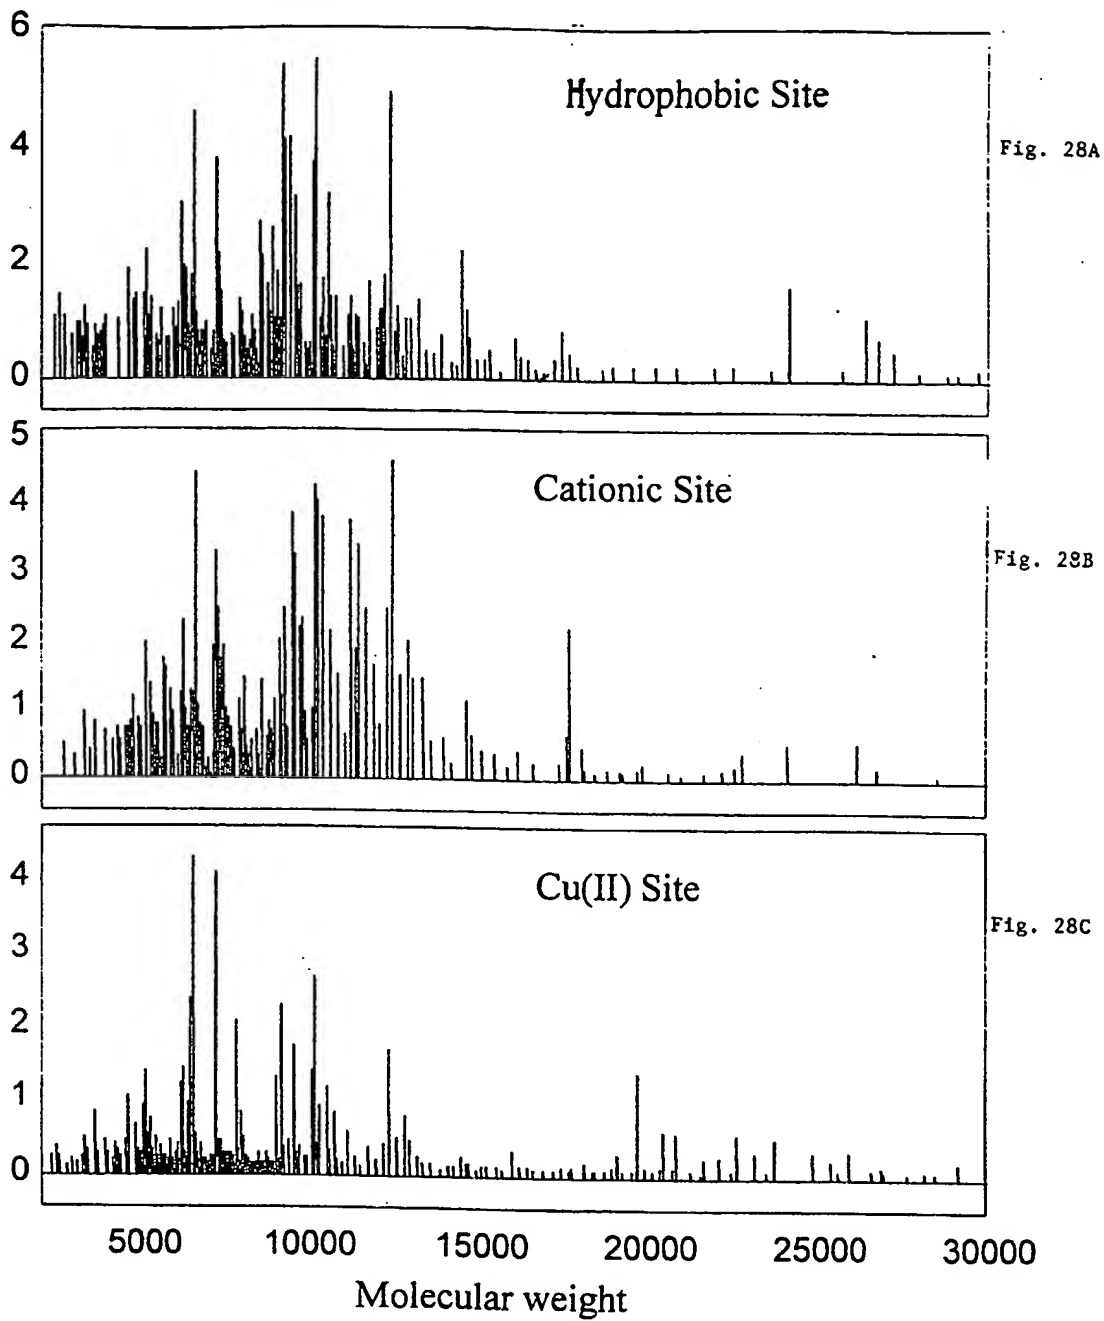 6
Hydrophobic Site
4
Fig. 28A
2
0
5
Cationic Site
4
3
Fig. 28B
2
1
0
4
Cu(II) Site
3
Fig. 28C
2
1
0
5000 10000 15000 20000 25000 30000
Molecular weight